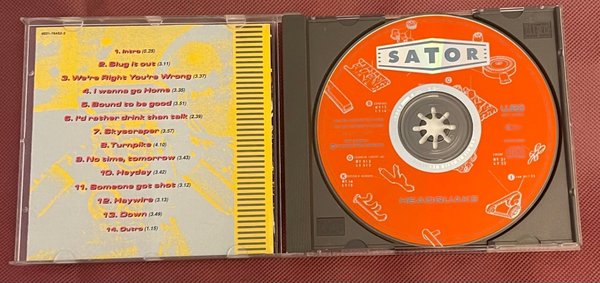 1. Intro (0.25)
2. Slug it out (3.11)
3. We're Right You're Wrong (3.37)
4. I wanna go Home (3.35)
5. Bound to be good (3.51)
6. I'd rather drink than talk (2.39)
7. Skyscraper (3.57)
8. Turnpike (4.10)
9. No time, tomorrow (3.43)
10. Heyday (3.42)
11. Someone got shot (3.12)
12. Haywire (3.13)
13. Down (3.49)
14. Outro (1.15)
SATOR
HEADQUAKE